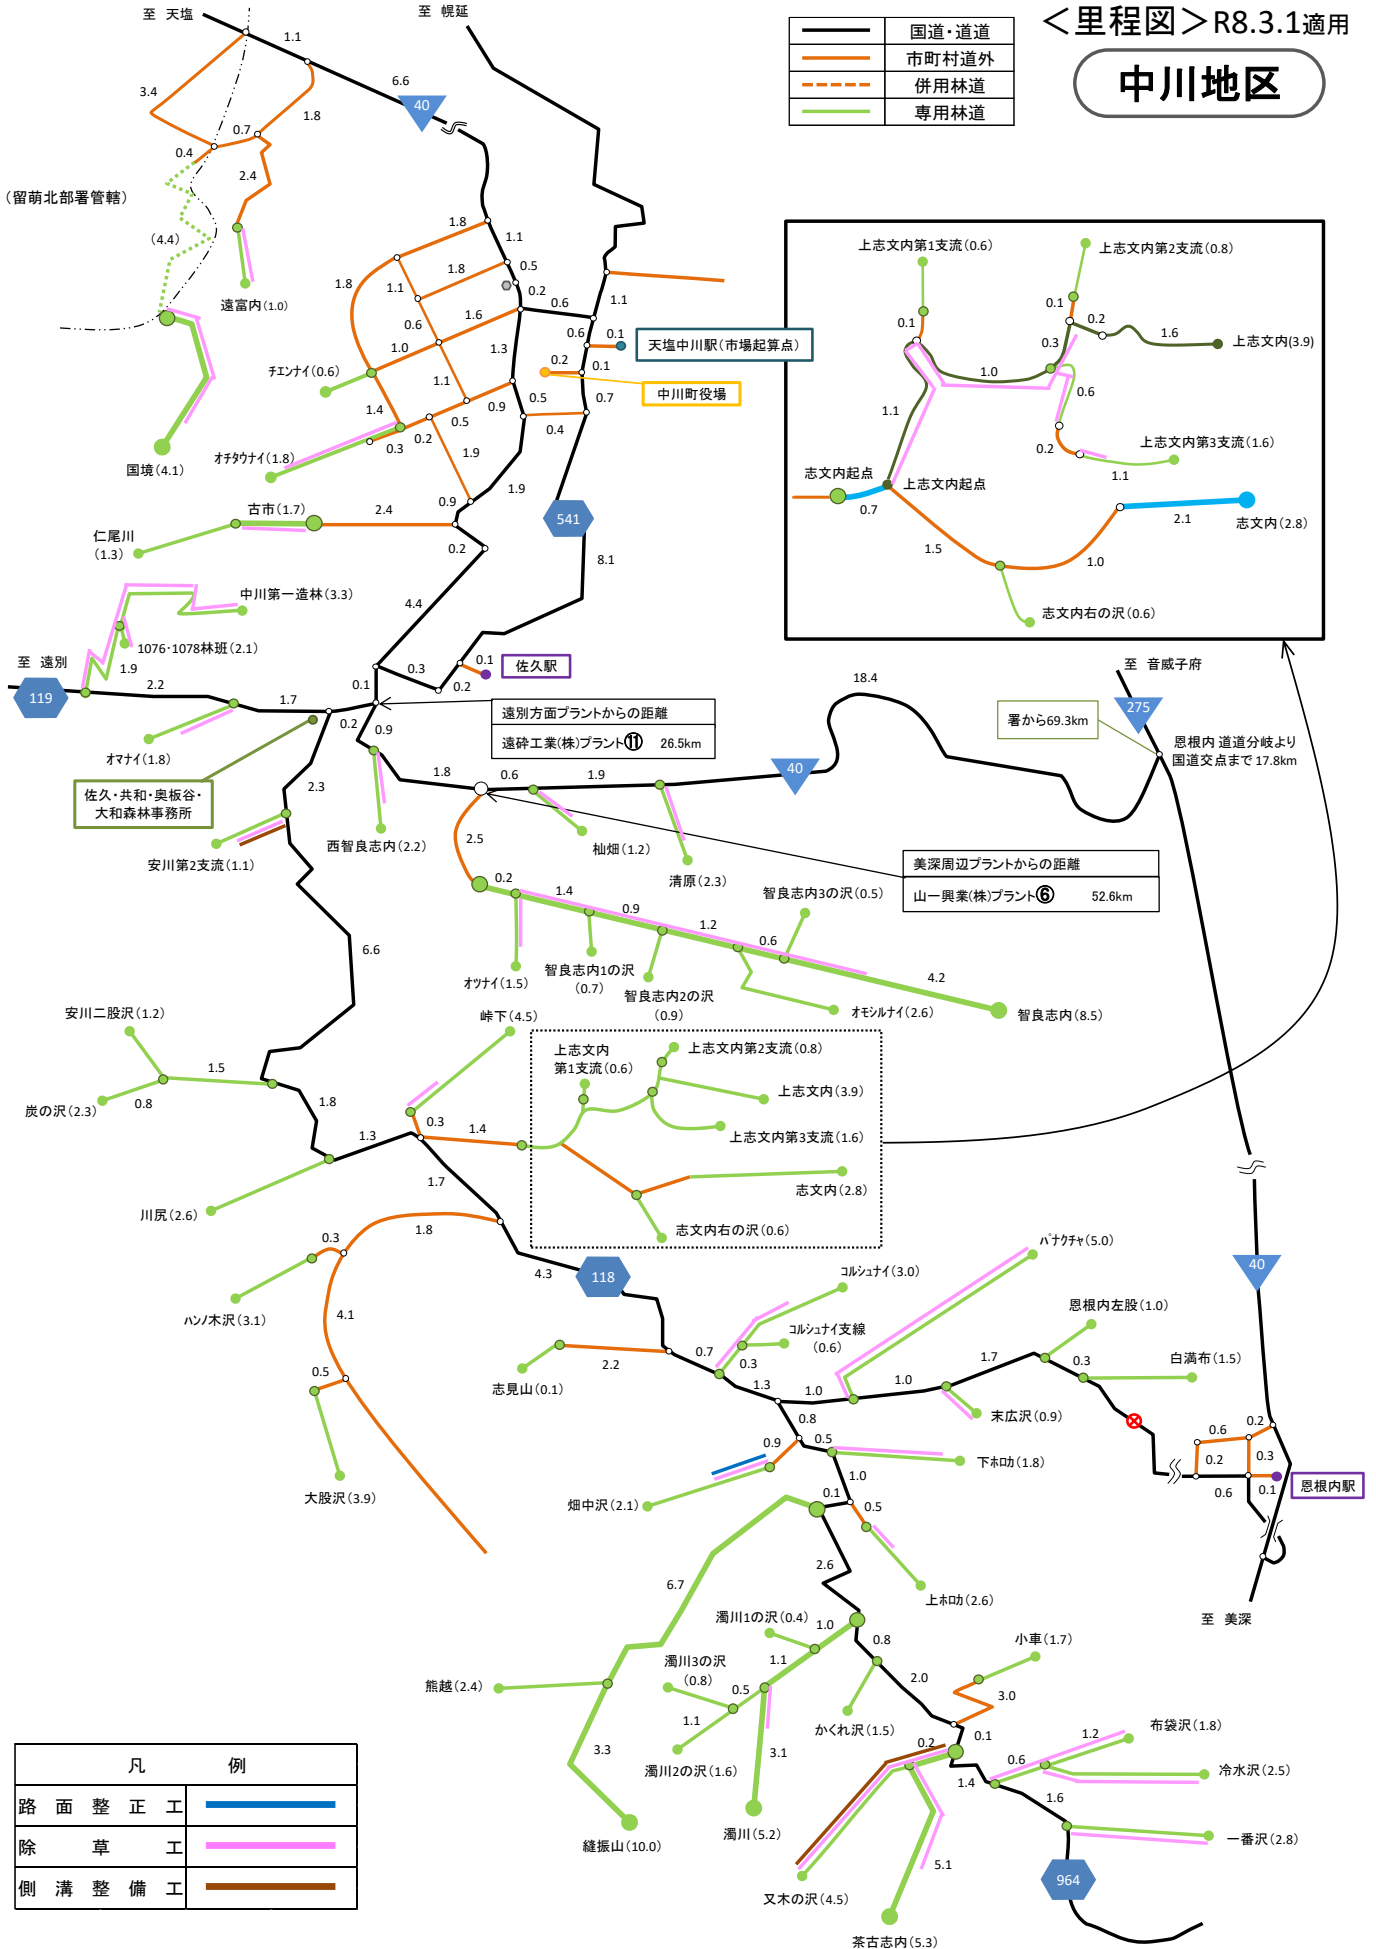 ＜里程図＞R8.3.1適用
中川地区
国道・道道
市町村道外
併用林道
専用林道
至 天塩
至 幌延
1.1
6.6
40
3.4
1.8
0.7
0.4
2.4
（留萌北部署管轄）
(4.4)
遠富内(1.0)
国境(4.1)
1.8
1.1
1.8
0.5
0.2
1.8
1.1
0.6
1.6
0.6
1.1
0.6
0.1
天塩中川駅(市場起算点)
1.0
1.3
0.2
0.1
中川町役場
チエンナイ(0.6)
1.1
1.4
0.9
0.5
0.7
0.5
0.4
0.2
0.3
1.9
オチタウナイ(1.8)
1.9
0.9
541
古市(1.7)
2.4
仁尾川
(1.3)
0.2
8.1
4.4
中川第一造林(3.3)
1076･1078林班(2.1)
1.9
至 遠別
119
2.2
1.7
0.3
0.1
佐久駅
0.2
0.1
0.2
0.9
オマナイ(1.8)
佐久・共和・奥板谷・
大和森林事務所
遠別方面プラントからの距離
遠砕工業(株)プラント⑪ 26.5km
2.3
安川第2支流(1.1)
西智良志内(2.2)
1.8
0.6
1.9
40
18.4
2.5
杣畑(1.2)
清原(2.3)
美深周辺プラントからの距離
山一興業(株)プラント⑥ 52.6km
上志文内第1支流(0.6)
上志文内第2支流(0.8)
0.1
0.1
0.2
1.6
上志文内(3.9)
0.3
1.0
0.6
1.1
0.2
上志文内第3支流(1.6)
1.1
志文内起点
上志文内起点
0.7
2.1
志文内(2.8)
1.5
1.0
志文内右の沢(0.6)
至 音威子府
275
署から69.3km
恩根内 道道分岐より
国道交点まで 17.8km
0.2
1.4
0.9
1.2
0.6
4.2
智良志内3の沢(0.5)
オツナイ(1.5)
智良志内1の沢
(0.7)
智良志内2の沢
(0.9)
オモシルナイ(2.6)
智良志内(8.5)
6.6
安川二股沢(1.2)
1.5
0.8
炭の沢(2.3)
1.8
1.3
川尻(2.6)
峠下(4.5)
0.3
1.4
1.7
上志文内
第1支流(0.6)
上志文内第2支流(0.8)
上志文内(3.9)
上志文内第3支流(1.6)
志文内(2.8)
志文内右の沢(0.6)
1.8
0.3
ハンノ木沢(3.1)
4.1
0.5
大股沢(3.9)
4.3
118
2.2
志見山(0.1)
0.7
コルシュナイ(3.0)
コルシュナイ支線
(0.6)
0.3
1.3
パナクチャ(5.0)
1.0
1.0
1.7
末広沢(0.9)
恩根内左股(1.0)
0.3
白満布(1.5)
40
0.6
0.2
0.2
0.3
0.6
0.1
恩根内駅
至 美深
0.8
0.9
0.5
下ホロカ(1.8)
畑中沢(2.1)
1.0
0.1
0.5
上ホロカ(2.6)
2.6
6.7
熊越(2.4)
3.3
縫振山(10.0)
濁川1の沢(0.4)
1.0
1.1
濁川3の沢
(0.8)
0.5
1.1
濁川2の沢(1.6)
3.1
濁川(5.2)
0.8
かくれ沢(1.5)
2.0
小車(1.7)
3.0
0.1
0.2
又木の沢(4.5)
5.1
茶古志内(5.3)
1.4
0.6
1.2
布袋沢(1.8)
冷水沢(2.5)
1.6
一番沢(2.8)
964
凡 例
路面整正工
除草工
側溝整備工